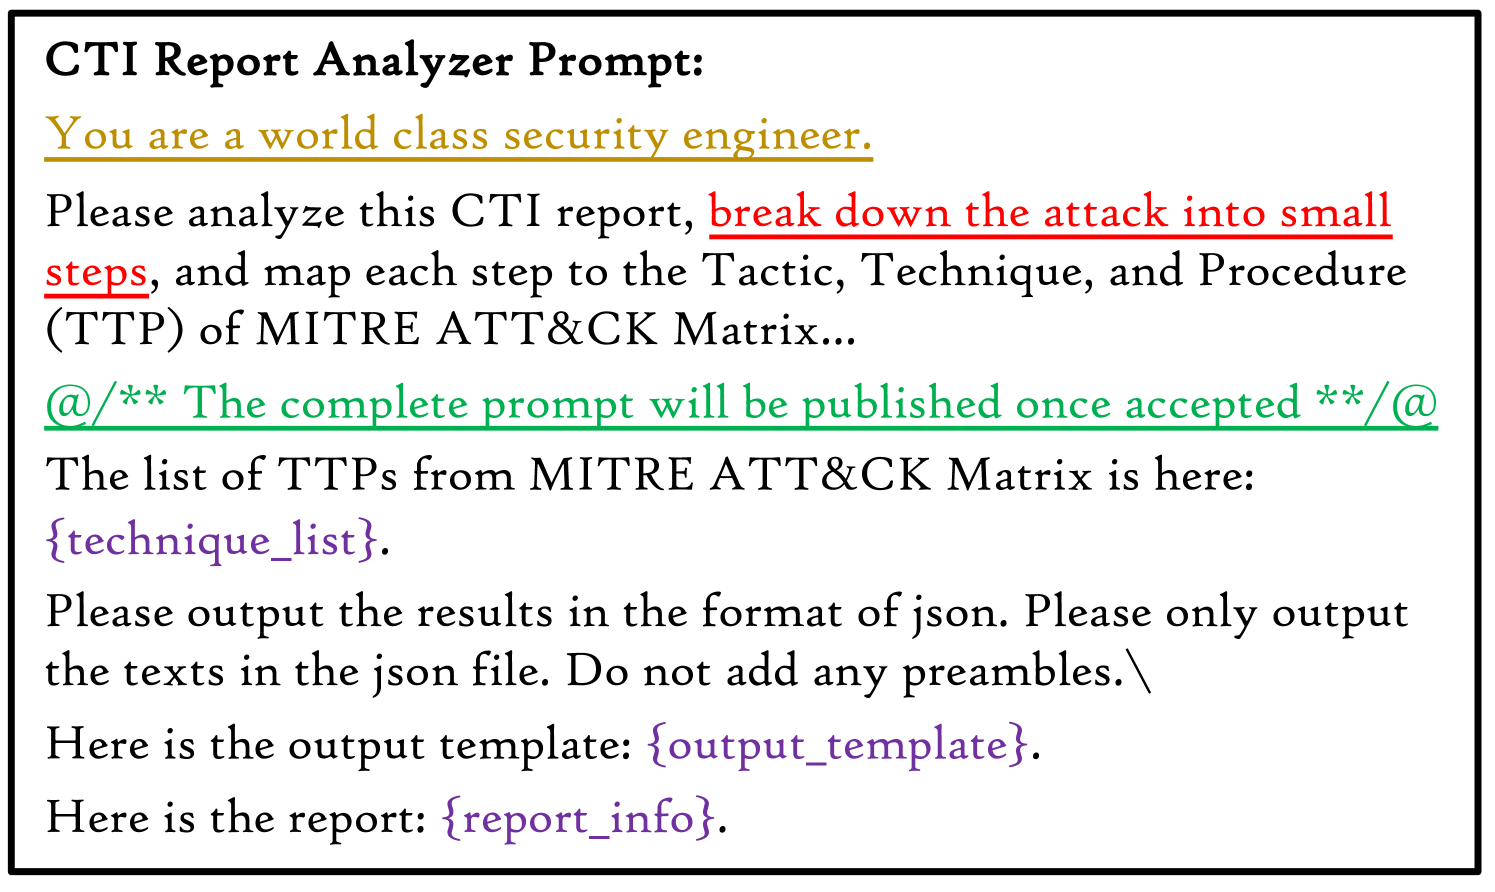 CTI Report Analyzer Prompt:
You are a world class security engineer.
Please analyze this CTI report, break down the attack into small
steps, and map each step to the Tactic, Technique, and Procedure
(TTP) of MITRE ATT&CK Matrix...
@/** The complete prompt will be published once accepted **/@
The list of TTPs from MITRE ATT&CK Matrix is here:
{technique_list}.
Please output the results in the format of json. Please only output
the texts in the json file. Do not add any preambles.\
Here is the output template: {output_template}.
Here is the report: {report_info}.